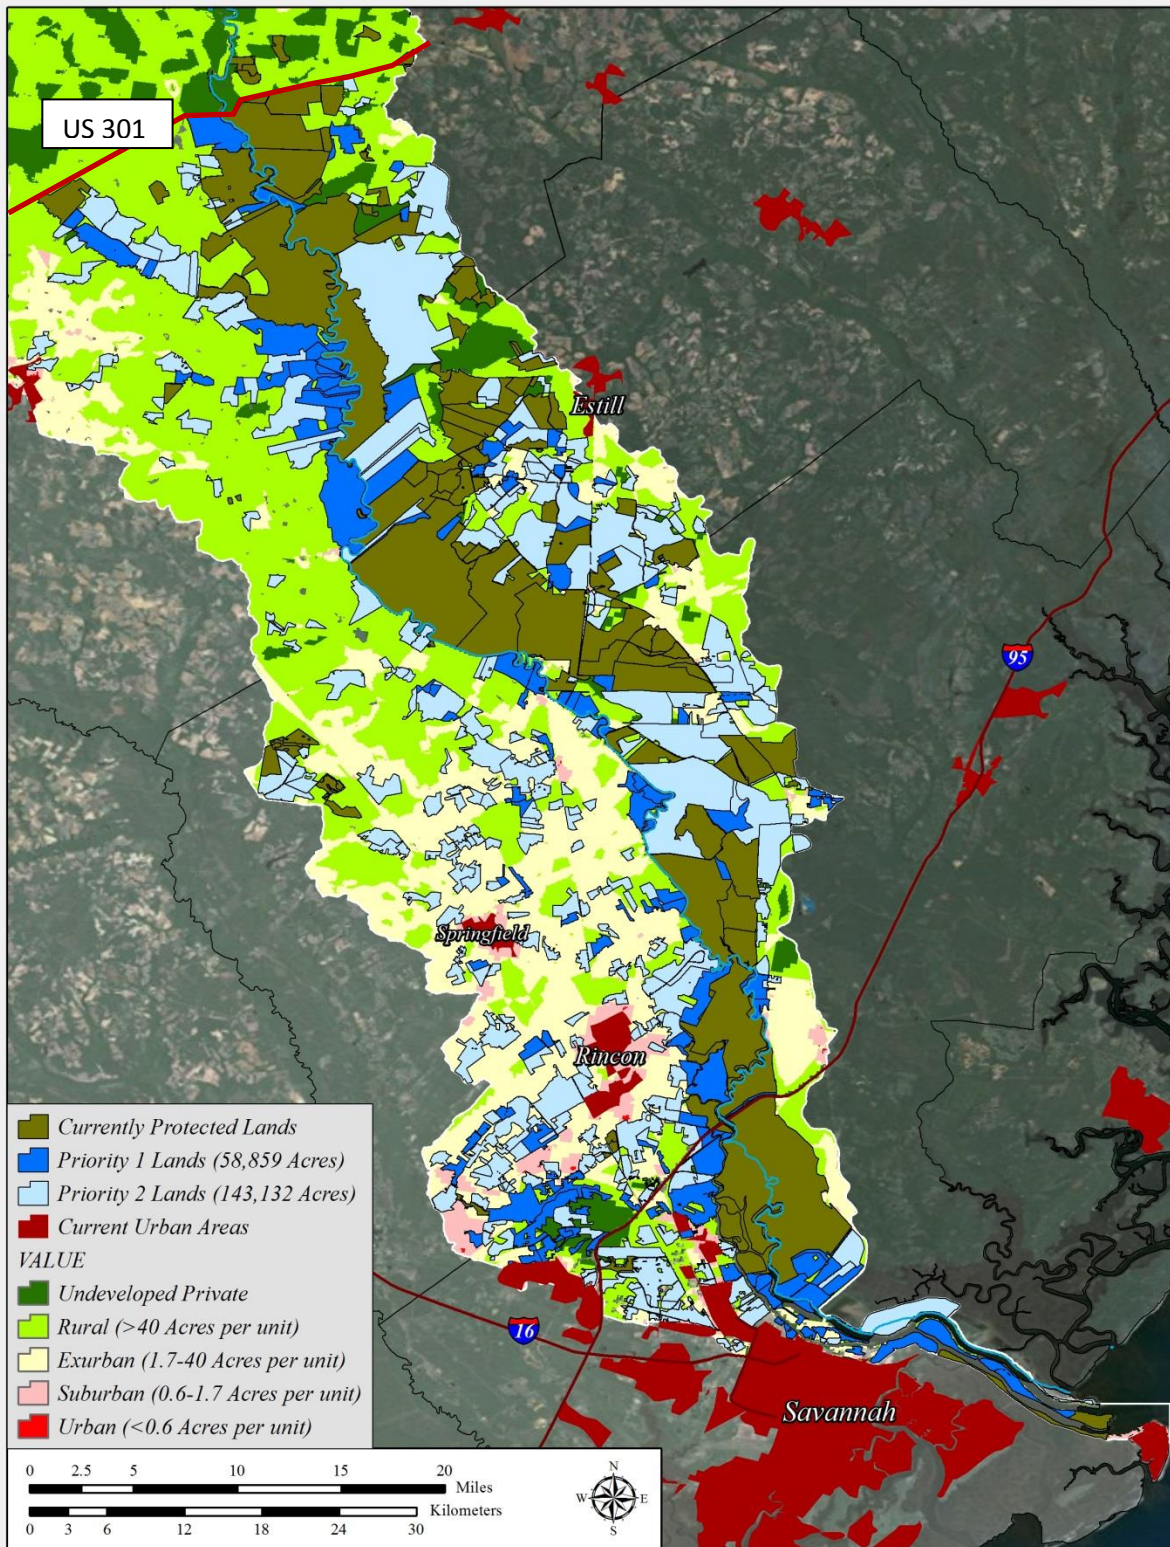 US 301
Estill
95
Springfield
Rincon
Currently Protected Lands
Priority 1 Lands (58,859 Acres)
Priority 2 Lands (143,132 Acres)
Current Urban Areas
VALUE
Undeveloped Private
Rural (>40 Acres per unit)
Exurban (1.7-40 Acres per unit)
Suburban (0.6-1.7 Acres per unit)
Urban (<0.6 Acres per unit)
16
Savannah
0 2.5 5 10 15 20
Miles
Kilometers
0 3 6 12 18 24 30
N
W E
S